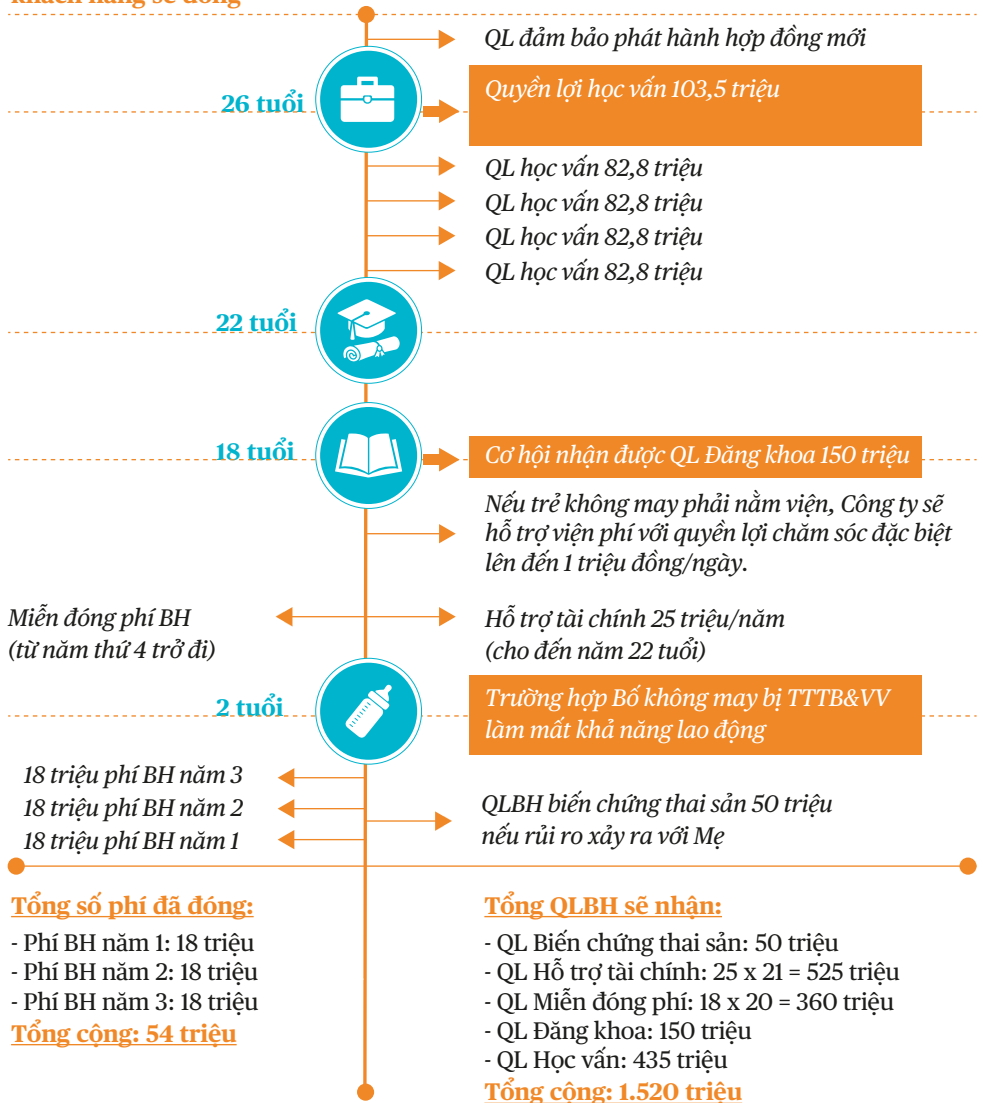 khách hàng sẽ đóng
QL đảm bảo phát hành hợp đồng mới
26 tuổi
Quyền lợi học vấn 103,5 triệu
QL học vấn 82,8 triệu
QL học vấn 82,8 triệu
QL học vấn 82,8 triệu
QL học vấn 82,8 triệu
22 tuổi
18 tuổi
Cơ hội nhận được QL Đăng khoa 150 triệu
Nếu trẻ không may phải nằm viện, Công ty sẽ
hỗ trợ viện phí với quyền lợi chăm sóc đặc biệt
lên đến 1 triệu đồng/ngày.
Miễn đóng phí BH
(từ năm thứ 4 trở đi)
Hỗ trợ tài chính 25 triệu/năm
(cho đến năm 22 tuổi)
2 tuổi
Trường hợp Bố không may bị TTTB&VV
làm mất khả năng lao động
18 triệu phí BH năm 3
18 triệu phí BH năm 2
18 triệu phí BH năm 1
QLBH biến chứng thai sản 50 triệu
nếu rủi ro xảy ra với Mẹ
Tổng số phí đã đóng:
- Phí BH năm 1: 18 triệu
- Phí BH năm 2: 18 triệu
- Phí BH năm 3: 18 triệu
Tổng cộng: 54 triệu
Tổng QLBH sẽ nhận:
- QL Biến chứng thai sản: 50 triệu
- QL Hỗ trợ tài chính: 25 x 21 = 525 triệu
- QL Miễn đóng phí: 18 x 20 = 360 triệu
- QL Đăng khoa: 150 triệu
- QL Học vấn: 435 triệu
Tổng cộng: 1.520 triệu